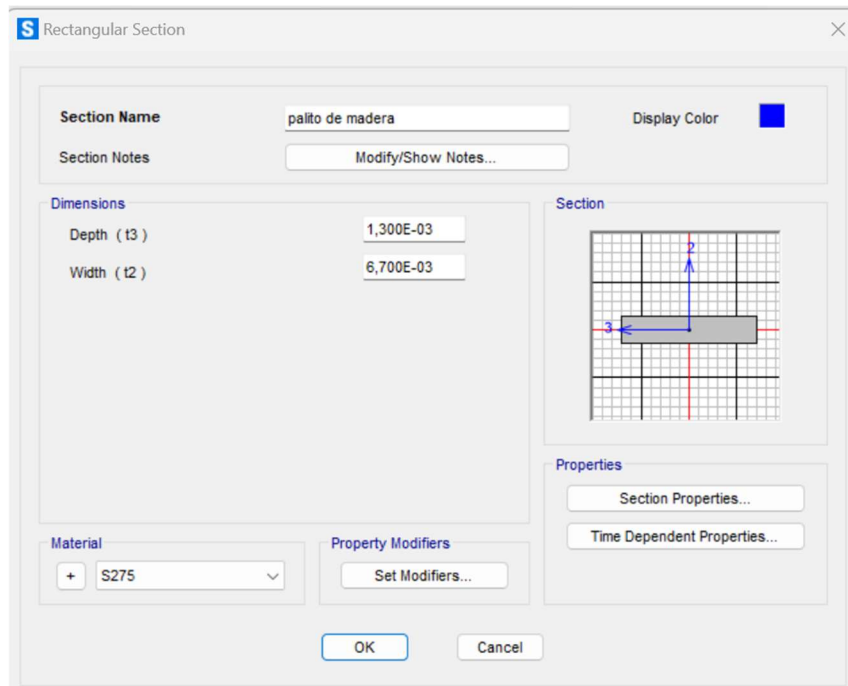 S Rectangular Section
Section Name palito de madera Display Color
Section Notes Modify/Show Notes...
Dimensions
Depth ( t3 ) 1,300E-03
Width ( t2 ) 6,700E-03
Section
2
3
Properties
Section Properties...
Time Dependent Properties...
Material
+ S275
Property Modifiers
Set Modifiers...
OK Cancel